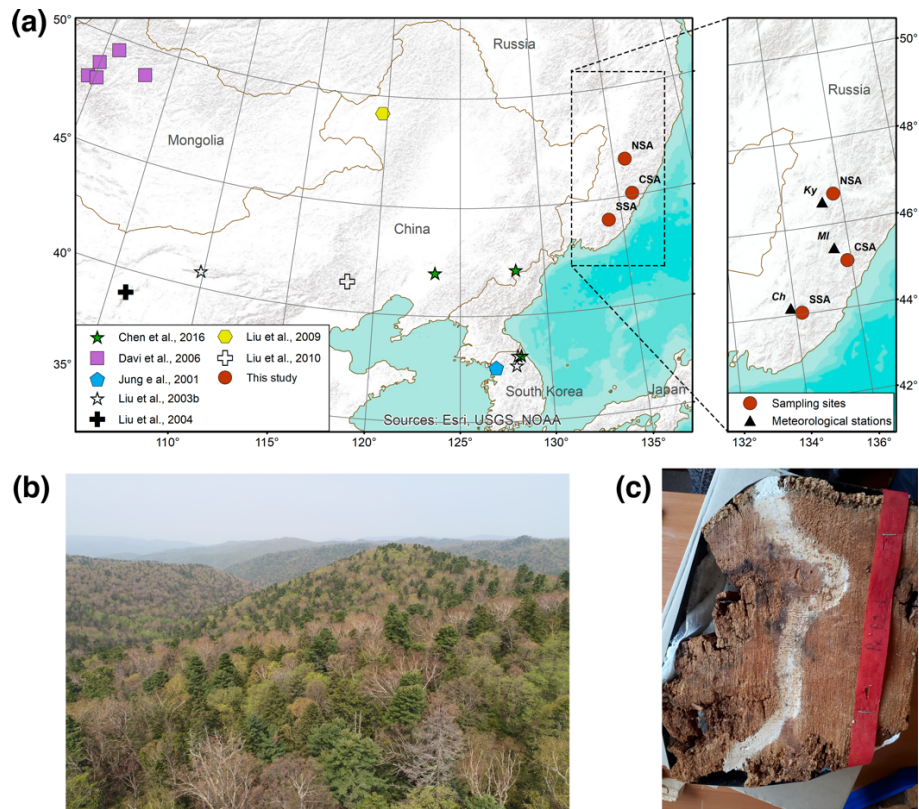 (a)
50°
45°
40°
35°
110°
115°
120°
125°
130°
135°
Russia
Mongolia
China
South Korea
Japan
NSA
CSA
SSA
Chen et al., 2016
Davi et al., 2006
Jung e al., 2001
Liu et al., 2003b
Liu et al., 2004
Liu et al., 2009
Liu et al., 2010
This study
Sources: Esri, USGS, NOAA
50°
48°
46°
44°
42°
132°
134°
136°
Russia
Ky
NSA
Ml
CSA
Ch
SSA
Sampling sites
Meteorological stations
(b)
(c)